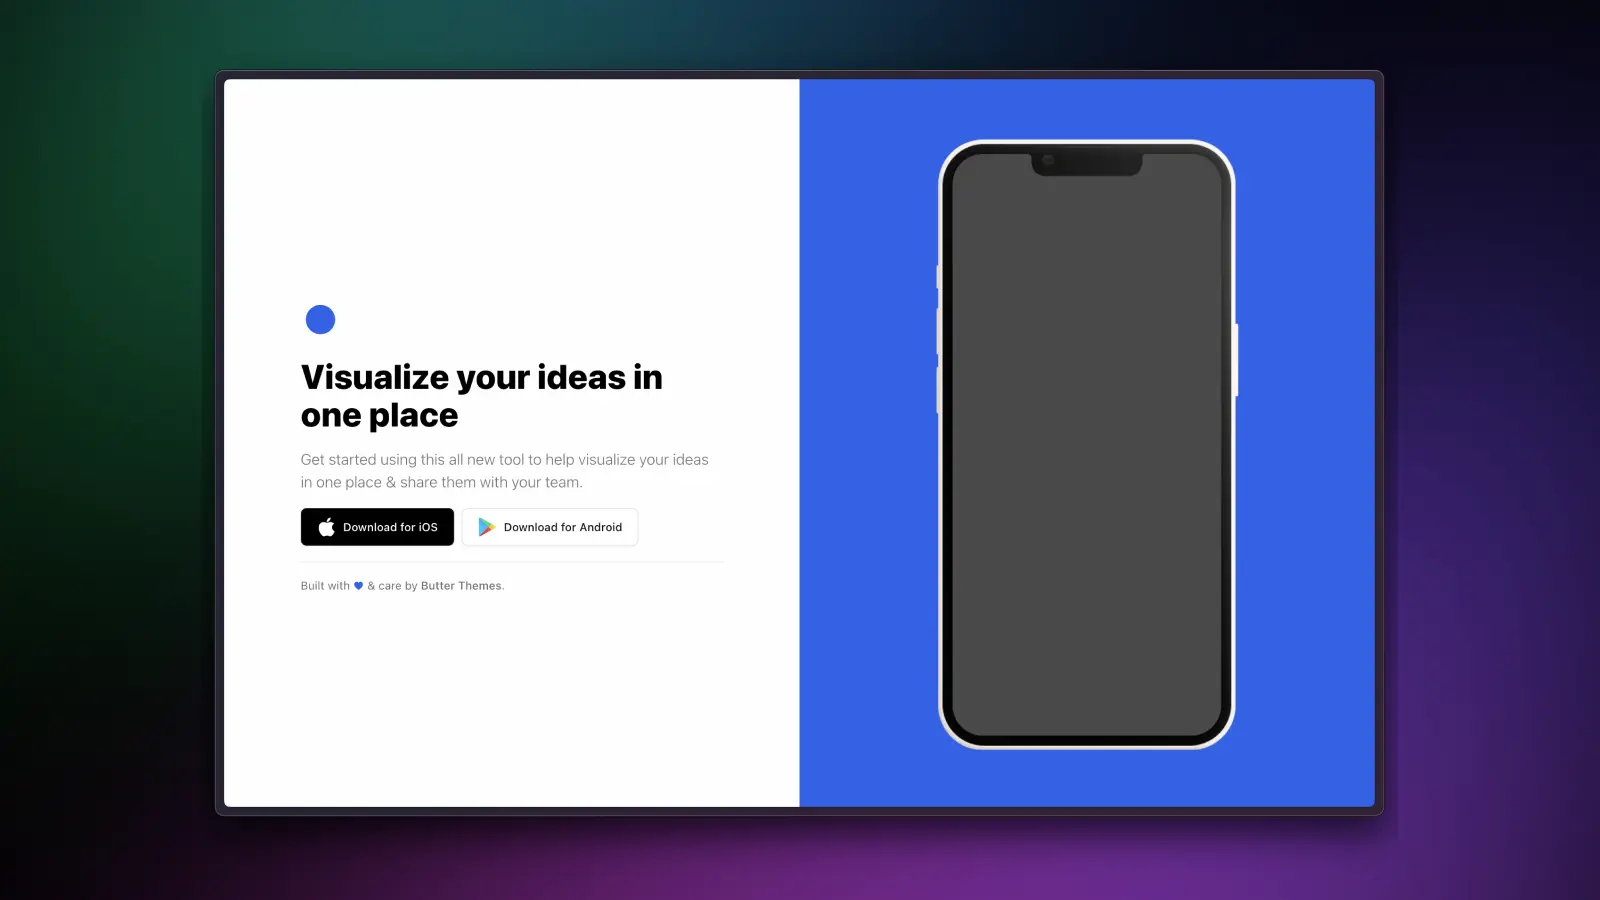 Visualize your ideas in
one place
Get started using this all new tool to help visualize your ideas
in one place & share them with your team.
Download for iOS
Download for Android
Built with 💙 & care by Butter Themes.